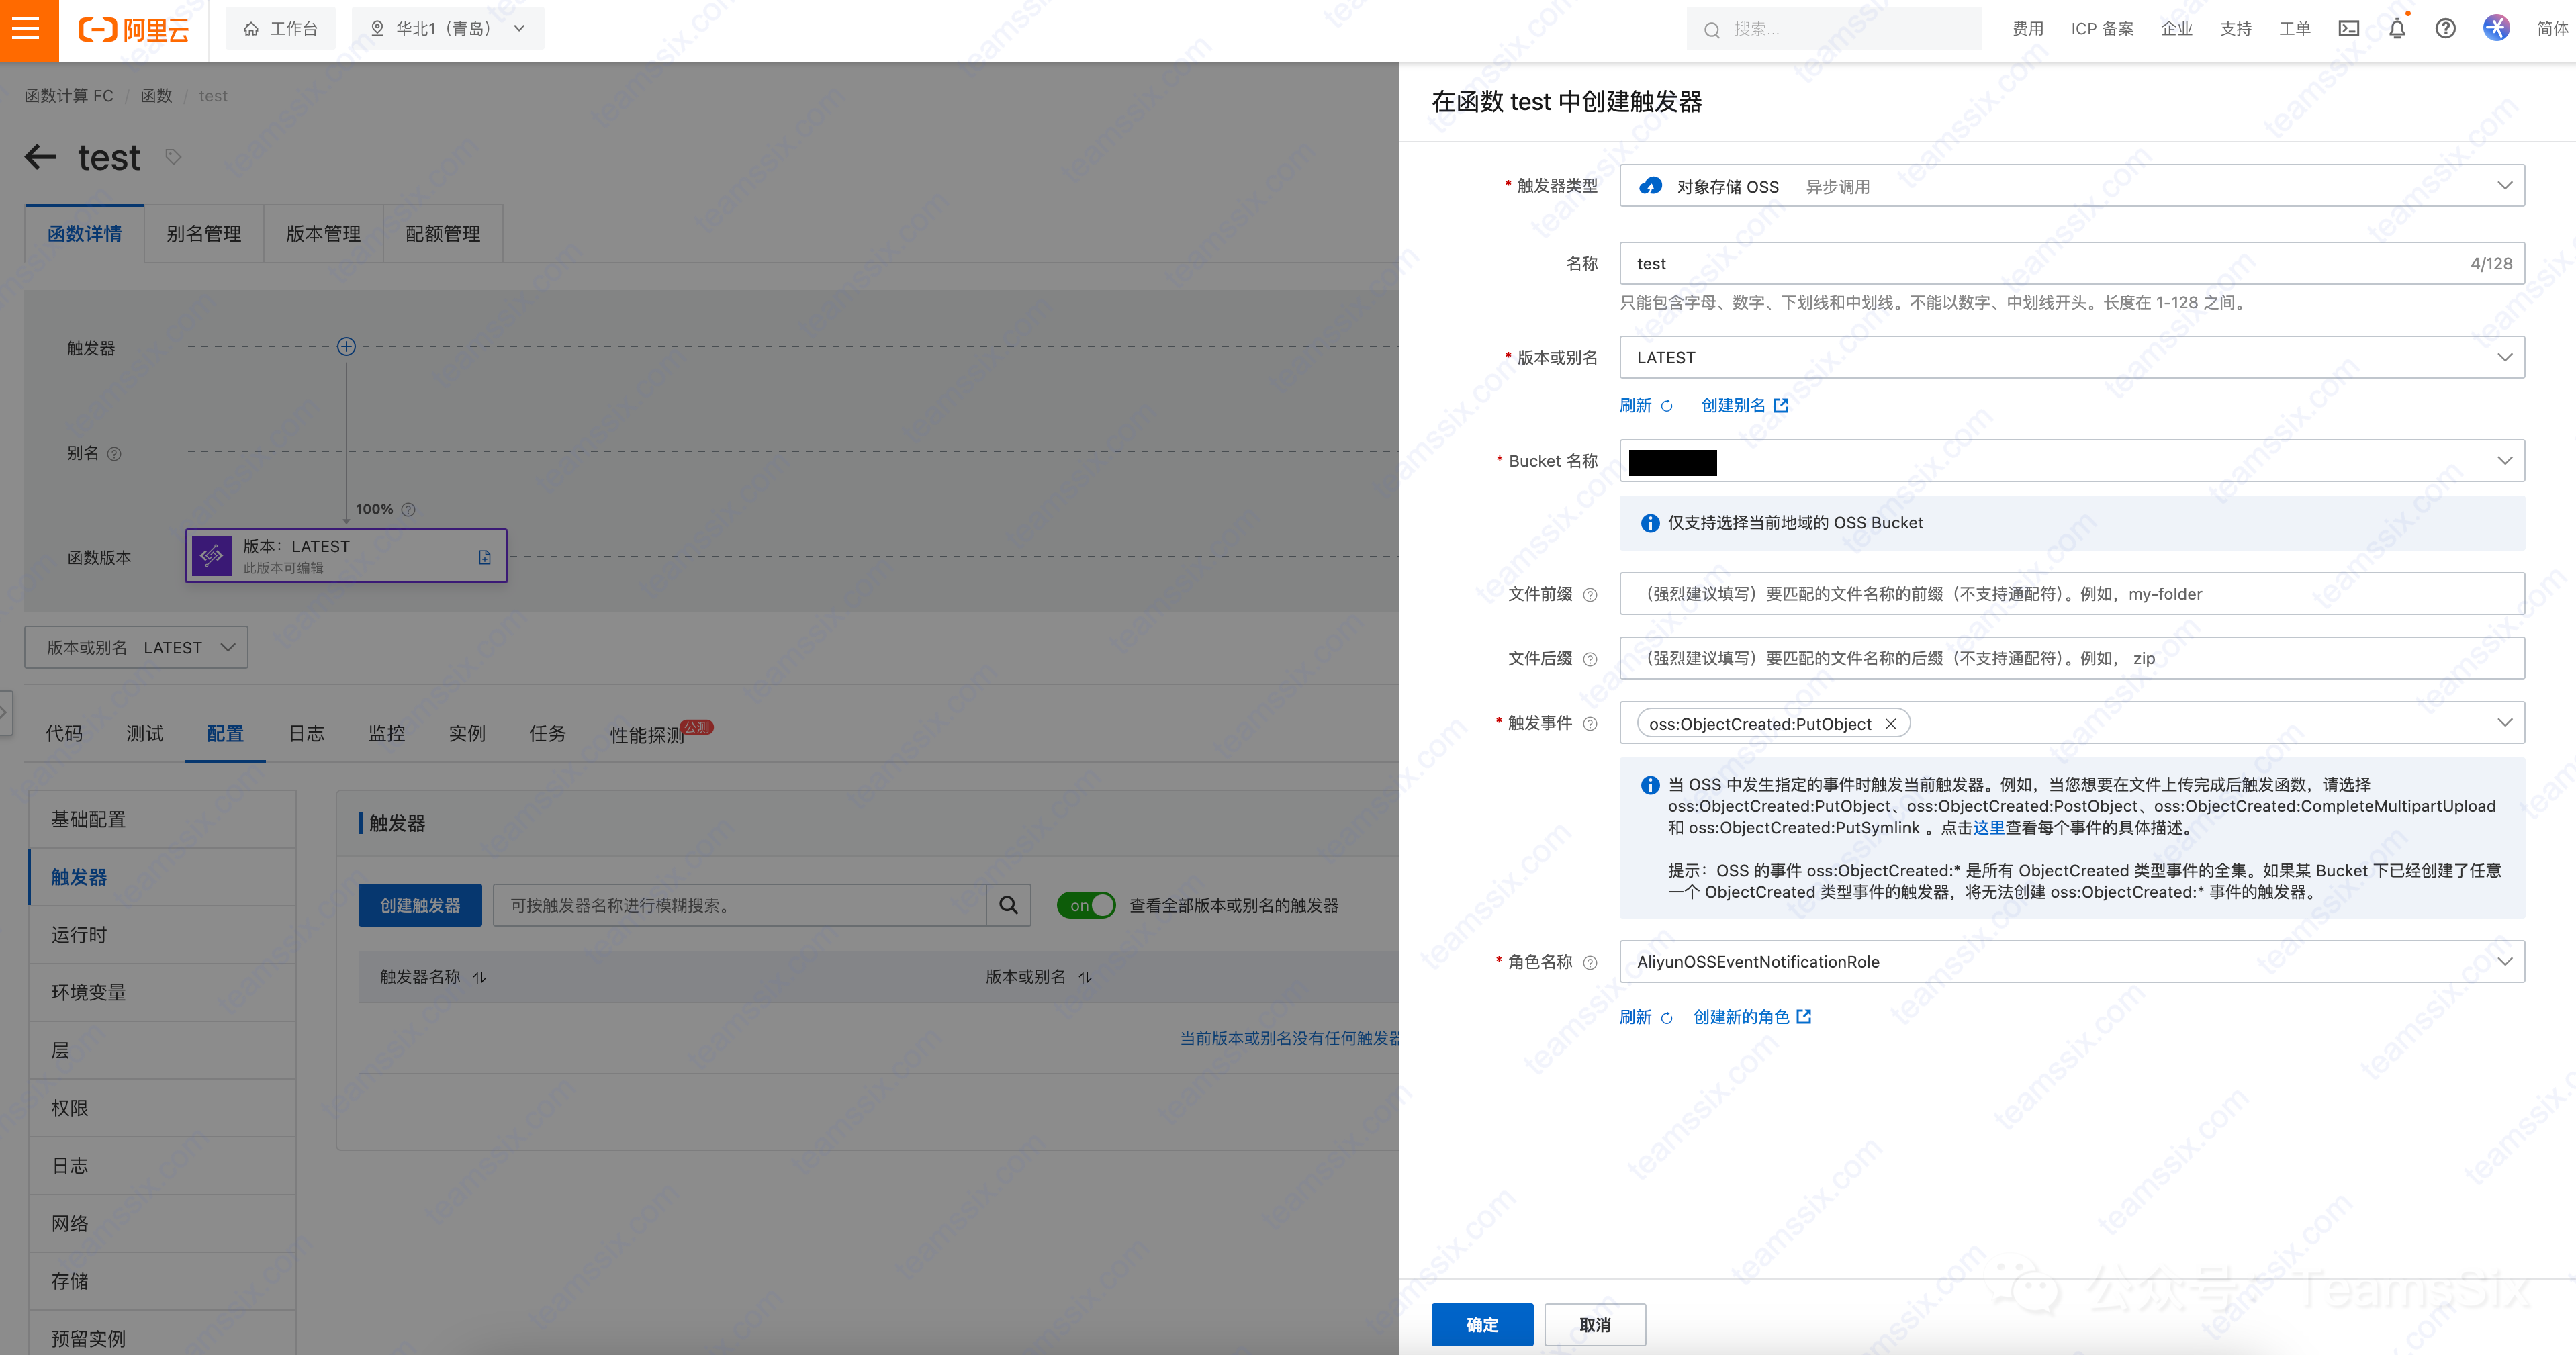 阿里云
工作台
华北1（青岛）
搜索...
费用
ICP 备案
企业
支持
工单
简体
函数计算 FC / 函数 / test
test
函数详情
别名管理
版本管理
配额管理
触发器
别名
100%
函数版本
版本：LATEST
此版本可编辑
版本或别名 LATEST
代码
测试
配置
日志
监控
实例
任务
性能探测
公测
基础配置
触发器
运行时
环境变量
层
权限
日志
网络
存储
预留实例
触发器
创建触发器
可按触发器名称进行模糊搜索。
on
查看全部版本或别名的触发器
触发器名称
版本或别名
当前版本或别名没有任何触发器
在函数 test 中创建触发器
* 触发器类型
对象存储 OSS 异步调用
名称
test
4/128
只能包含字母、数字、下划线和中划线。不能以数字、中划线开头。长度在 1-128 之间。
* 版本或别名
LATEST
刷新
创建别名
* Bucket 名称
仅支持选择当前地域的 OSS Bucket
文件前缀
（强烈建议填写）要匹配的文件名称的前缀（不支持通配符）。例如，my-folder
文件后缀
（强烈建议填写）要匹配的文件名称的后缀（不支持通配符）。例如， zip
* 触发事件
oss:ObjectCreated:PutObject
当 OSS 中发生指定的事件时触发当前触发器。例如，当您想要在文件上传完成后触发函数，请选择
oss:ObjectCreated:PutObject、oss:ObjectCreated:PostObject、oss:ObjectCreated:CompleteMultipartUpload
和 oss:ObjectCreated:PutSymlink 。点击这里查看每个事件的具体描述。
提示：OSS 的事件 oss:ObjectCreated:* 是所有 ObjectCreated 类型事件的全集。如果某 Bucket 下已经创建了任意
一个 ObjectCreated 类型事件的触发器，将无法创建 oss:ObjectCreated:* 事件的触发器。
* 角色名称
AliyunOSSEventNotificationRole
刷新
创建新的角色
确定
取消
公众号 TeamsSix
teamssix.com